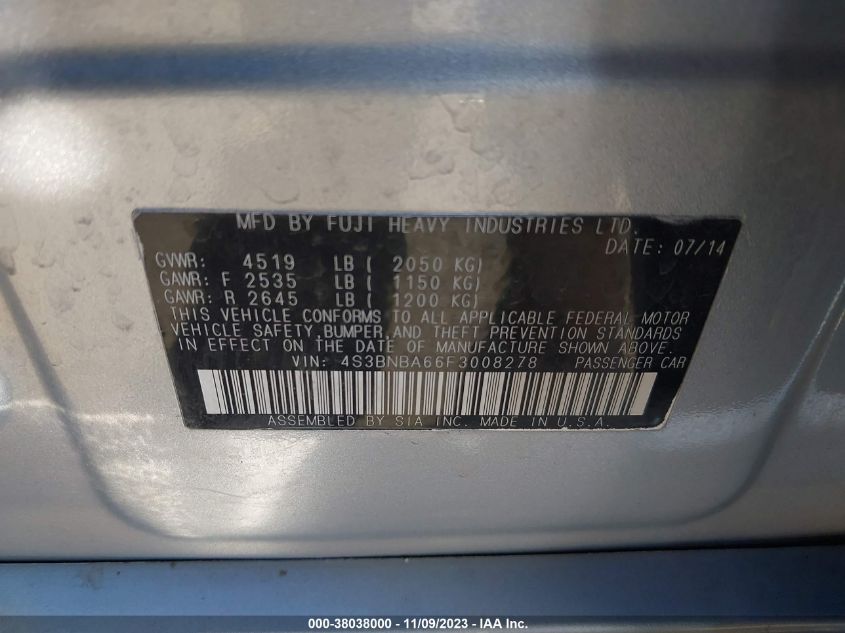 MFD BY FUJI HEAVY INDUSTRIES LTD.
DATE: 07/14
GVWR: 4519 LB ( 2050 KG)
GAWR: F 2535 LB ( 1150 KG)
GAWR: R 2645 LB ( 1200 KG)
THIS VEHICLE CONFORMS TO ALL APPLICABLE FEDERAL MOTOR
VEHICLE SAFETY, BUMPER, AND THEFT PREVENTION STANDARDS
IN EFFECT ON THE DATE OF MANUFACTURE SHOWN ABOVE.
VIN: 4S3BNBA66F3008278 PASSENGER CAR
ASSEMBLED BY SIA INC. MADE IN U.S.A.
000-38038000 - 11/09/2023 - IAA Inc.